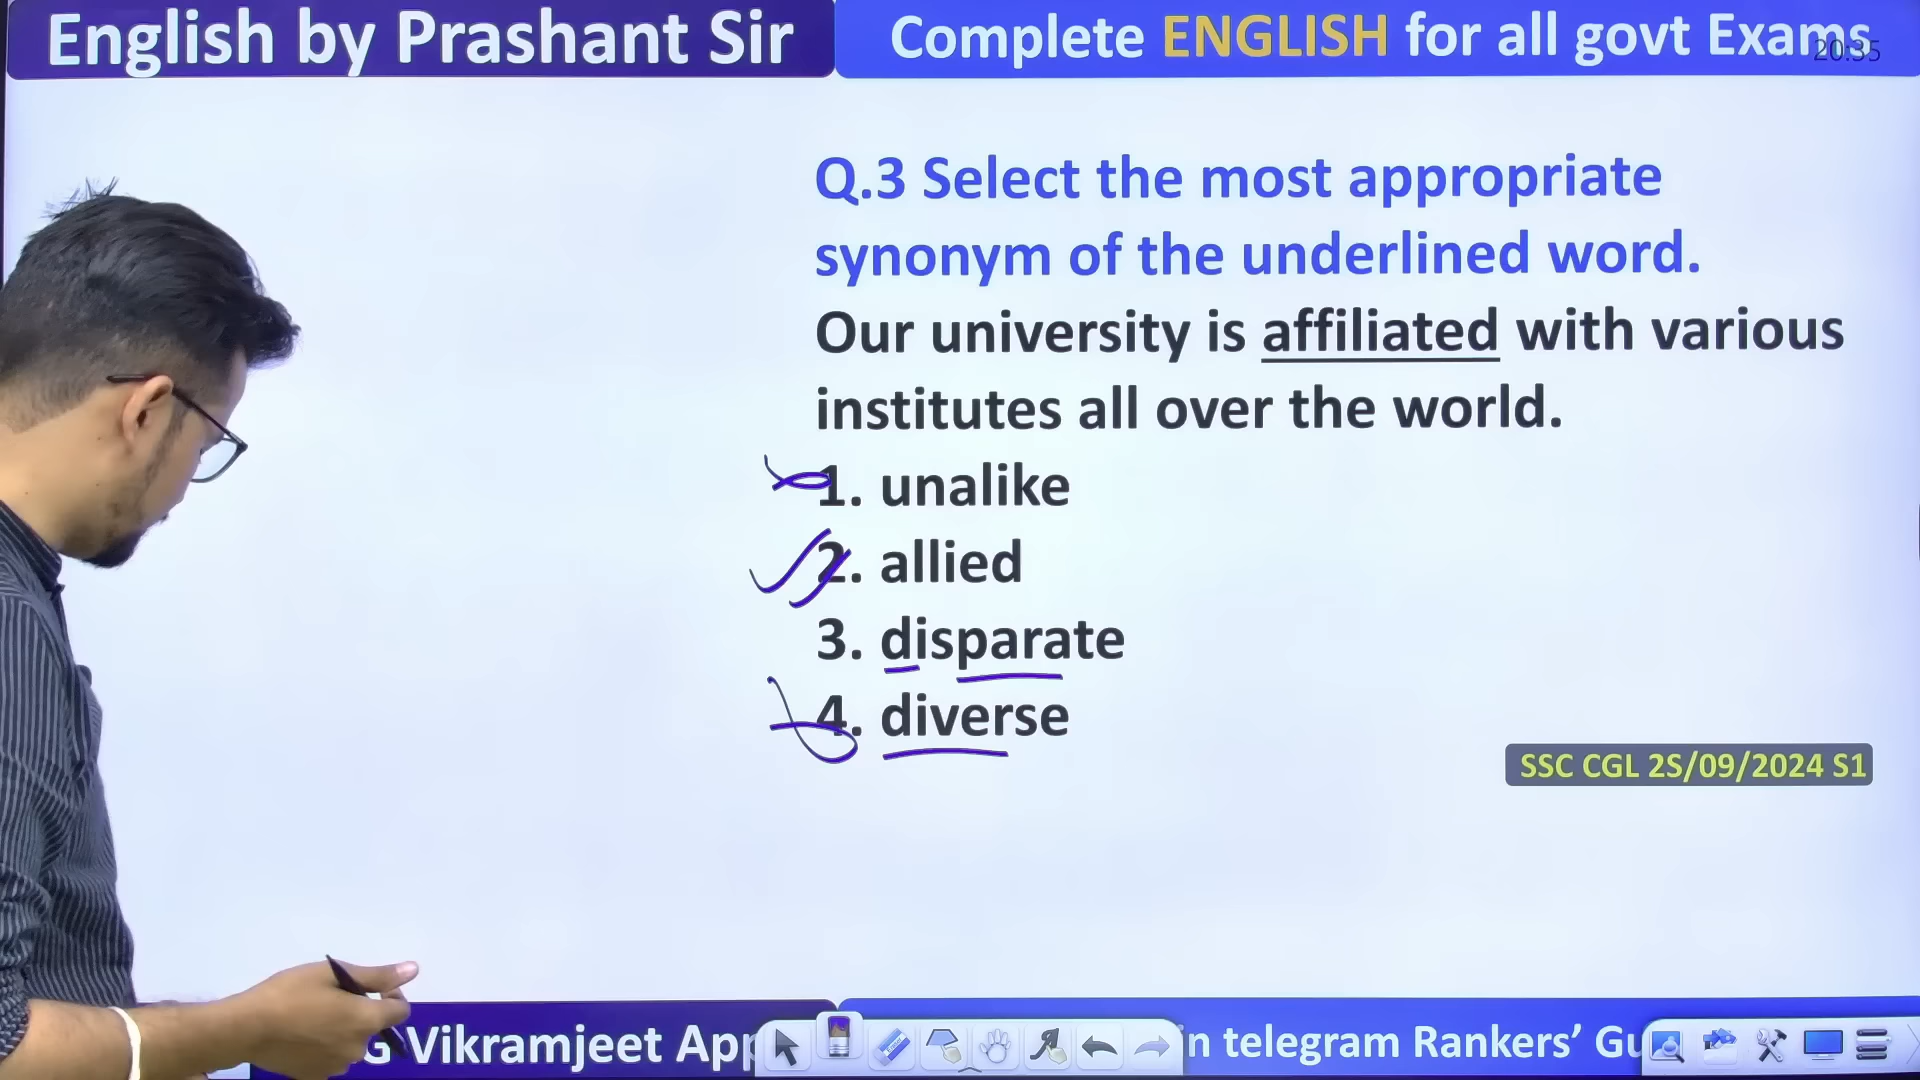 English by Prashant Sir
Complete ENGLISH for all govt Exams
20:35
Q.3 Select the most appropriate
synonym of the underlined word.
Our university is affiliated with various
institutes all over the world.
1. unalike
2. allied
3. disparate
4. diverse
SSC CGL 2S/09/2024 S1
G Vikramjeet App
in telegram Rankers’ Gu